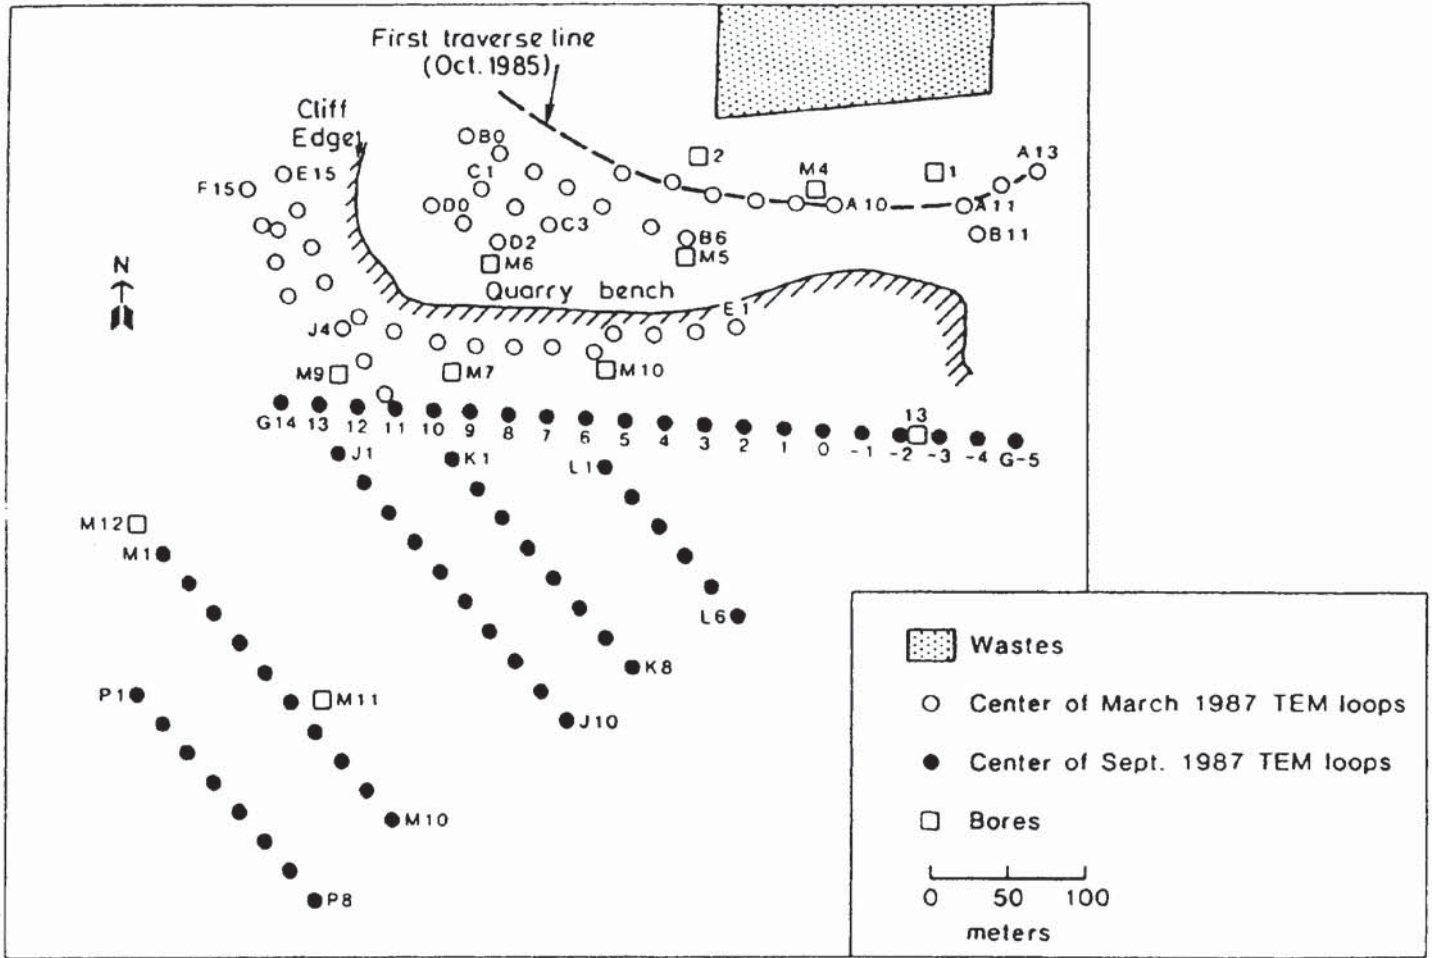 First traverse line
(Oct. 1985)
Cliff
Edge
B0
2
A13
E15
C1
M4
1
F15
D0
A10
A11
C3
B6
B11
D2
M6
M5
N
Quarry bench
E1
J4
M9
M7
M10
13
G14 13 12 11 10 9 8 7 6 5 4 3 2 1 0 -1 -2 -3 -4 G-5
J1
K1
L1
M12
M1
L6
K8
P1
M11
J10
M10
P8
Wastes
Center of March 1987 TEM loops
Center of Sept. 1987 TEM loops
Bores
0 50 100
meters